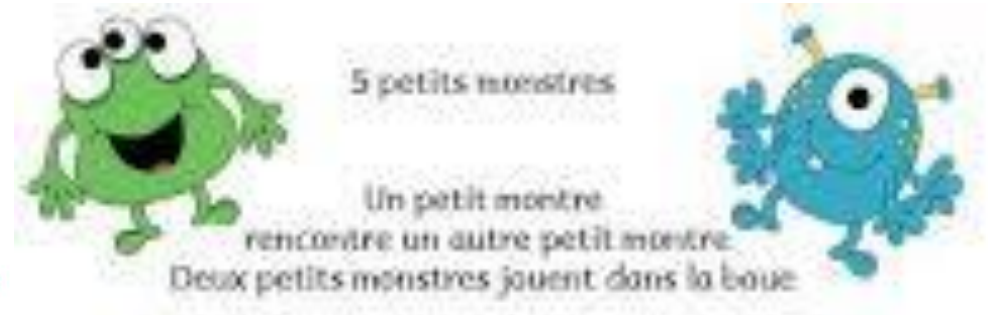 5 petits monstres
Un petit montre
rencontre un autre petit montre.
Deux petits monstres jouent dans la boue